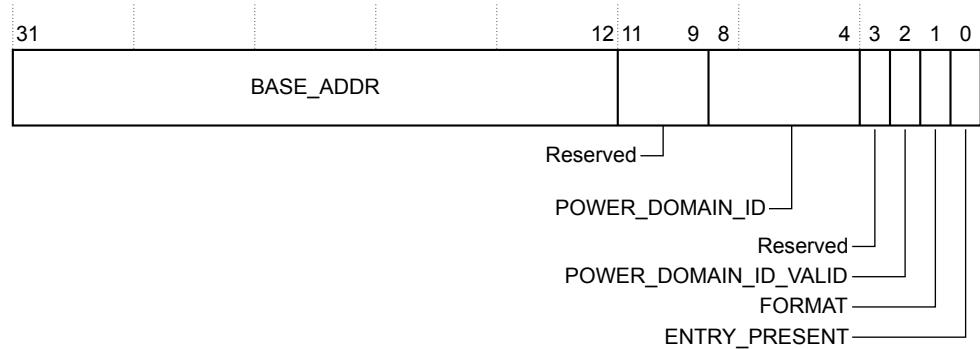 31 12 11 9 8 4 3 2 1 0
BASE_ADDR
Reserved
POWER_DOMAIN_ID
Reserved
POWER_DOMAIN_ID_VALID
FORMAT
ENTRY_PRESENT